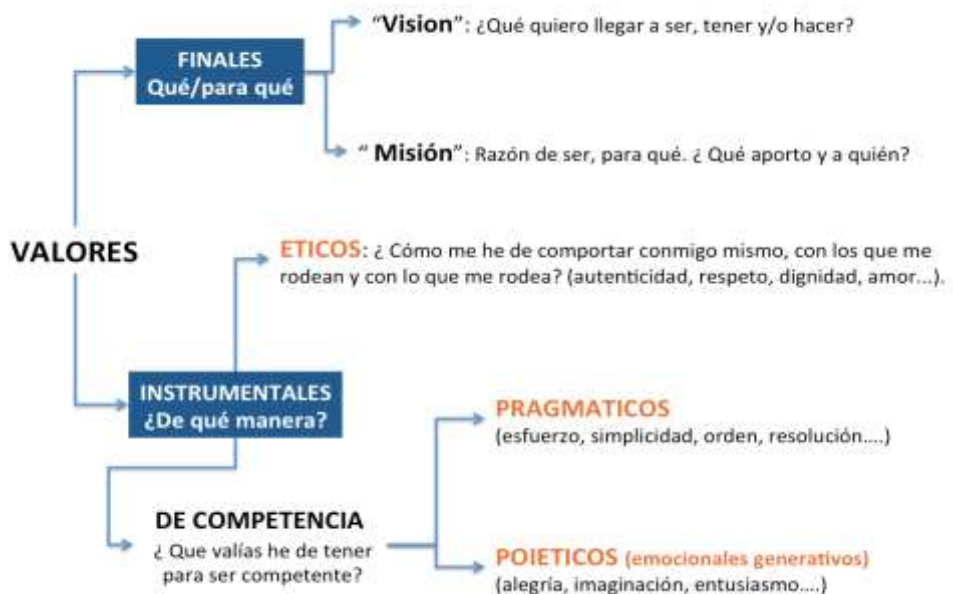 "Vision": ¿Qué quiero llegar a ser, tener y/o hacer?
FINALES
Qué/para qué
" Misión": Razón de ser, para qué. ¿ Qué aporto y a quién?
VALORES
ETICOS: ¿ Cómo me he de comportar conmigo mismo, con los que me
rodean y con lo que me rodea? (autenticidad, respeto, dignidad, amor...).
INSTRUMENTALES
¿De qué manera?
PRAGMATICOS
(esfuerzo, simplicidad, orden, resolución....)
DE COMPETENCIA
¿ Que valías he de tener
para ser competente?
POIETICOS (emocionales generativos)
(alegría, imaginación, entusiasmo....)